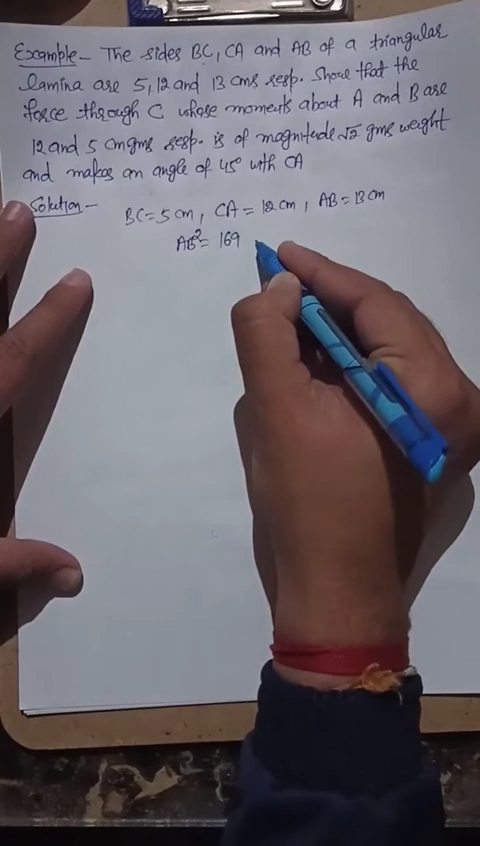 Example - The sides BC, CA and AB of a triangular
lamina are 5, 12 and 13 cms resp. Show that the
force through C whose moments about A and B are
12 and 5 cm gms resp. is of magnitude √2 gms weight
and makes an angle of 45° with CA
Solution -
BC = 5 cm, CA = 12 cm, AB = 13 cm
AB² = 169